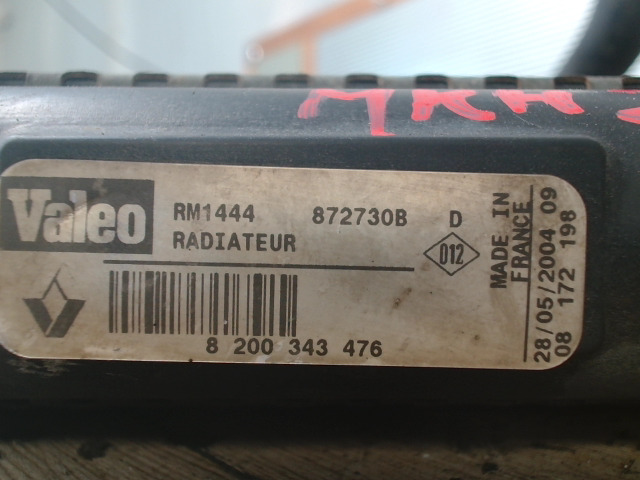 Valeo
RM1444 872730B D
RADIATEUR
D12
8 200 343 476
MADE IN
FRANCE
28/05/2004 09
08 172 198